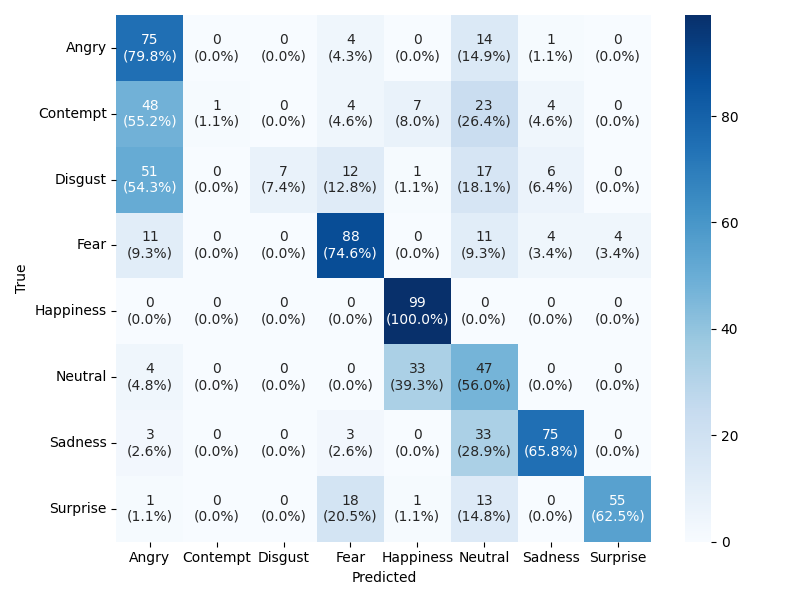 Angry 75 0 0 4 0 14 1 0
(79.8%) (0.0%) (0.0%) (4.3%) (0.0%) (14.9%) (1.1%) (0.0%)
Contempt 48 1 0 4 7 23 4 0
(55.2%) (1.1%) (0.0%) (4.6%) (8.0%) (26.4%) (4.6%) (0.0%)
Disgust 51 0 7 12 1 17 6 0
(54.3%) (0.0%) (7.4%) (12.8%) (1.1%) (18.1%) (6.4%) (0.0%)
Fear 11 0 0 88 0 11 4 4
(9.3%) (0.0%) (0.0%) (74.6%) (0.0%) (9.3%) (3.4%) (3.4%)
Happiness 0 0 0 0 99 0 0 0
(0.0%) (0.0%) (0.0%) (0.0%) (100.0%) (0.0%) (0.0%) (0.0%)
Neutral 4 0 0 0 33 47 0 0
(4.8%) (0.0%) (0.0%) (0.0%) (39.3%) (56.0%) (0.0%) (0.0%)
Sadness 3 0 0 3 0 33 75 0
(2.6%) (0.0%) (0.0%) (2.6%) (0.0%) (28.9%) (65.8%) (0.0%)
Surprise 1 0 0 18 1 13 0 55
(1.1%) (0.0%) (0.0%) (20.5%) (1.1%) (14.8%) (0.0%) (62.5%)
Angry Contempt Disgust Fear Happiness Neutral Sadness Surprise
Predicted
True
80
60
40
20
0